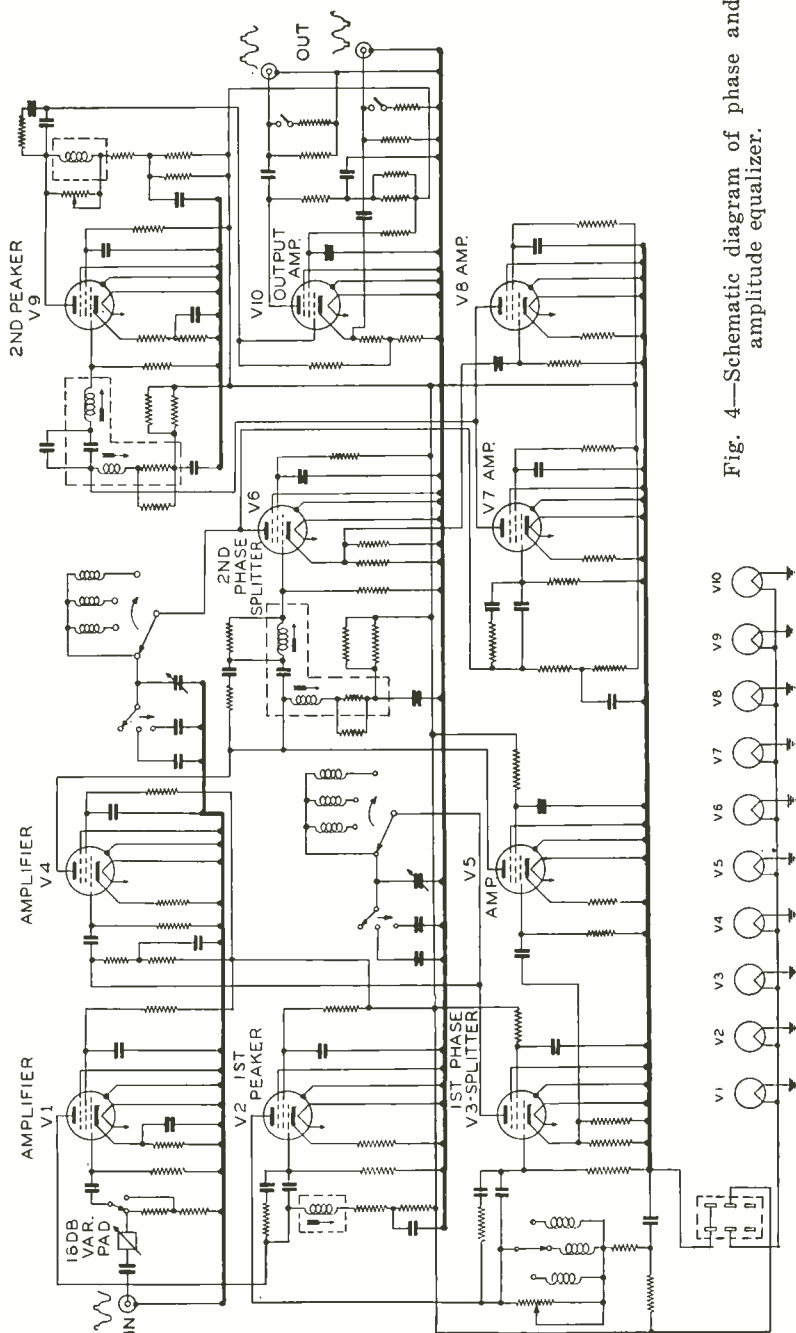 AMPLIFIER
V1
AMPLIFIER
V4
2ND PEAKER
V9
IN
16DB
VAR.
PAD
V2
1ST
PEAKER
V6
2ND
PHASE
SPLITTER
V10
OUTPUT
AMP.
OUT
1ST PHASE
V3-SPLITTER
V5
AMP.
V7 AMP.
V8 AMP.
V1 V2 V3 V4 V5 V6 V7 V8 V9 V10
Fig. 4—Schematic diagram of phase and
amplitude equalizer.